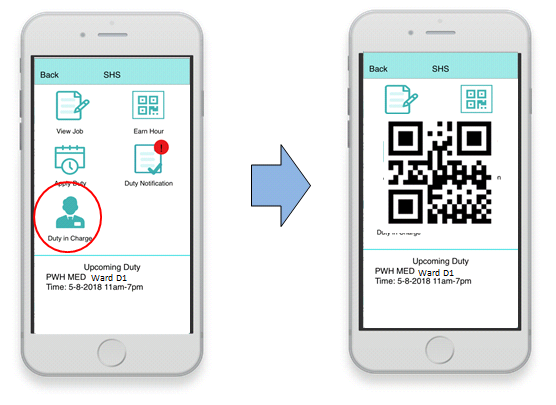 Back SHS
View Job Earn Hour
Apply Duty Duty Notification
Duty in Charge
Upcoming Duty
PWH MED Ward D1
Time: 5-8-2018 11am-7pm
Back SHS
n
Duty in Charge
Upcoming Duty
PWH MED Ward D1
Time: 5-8-2018 11am-7pm